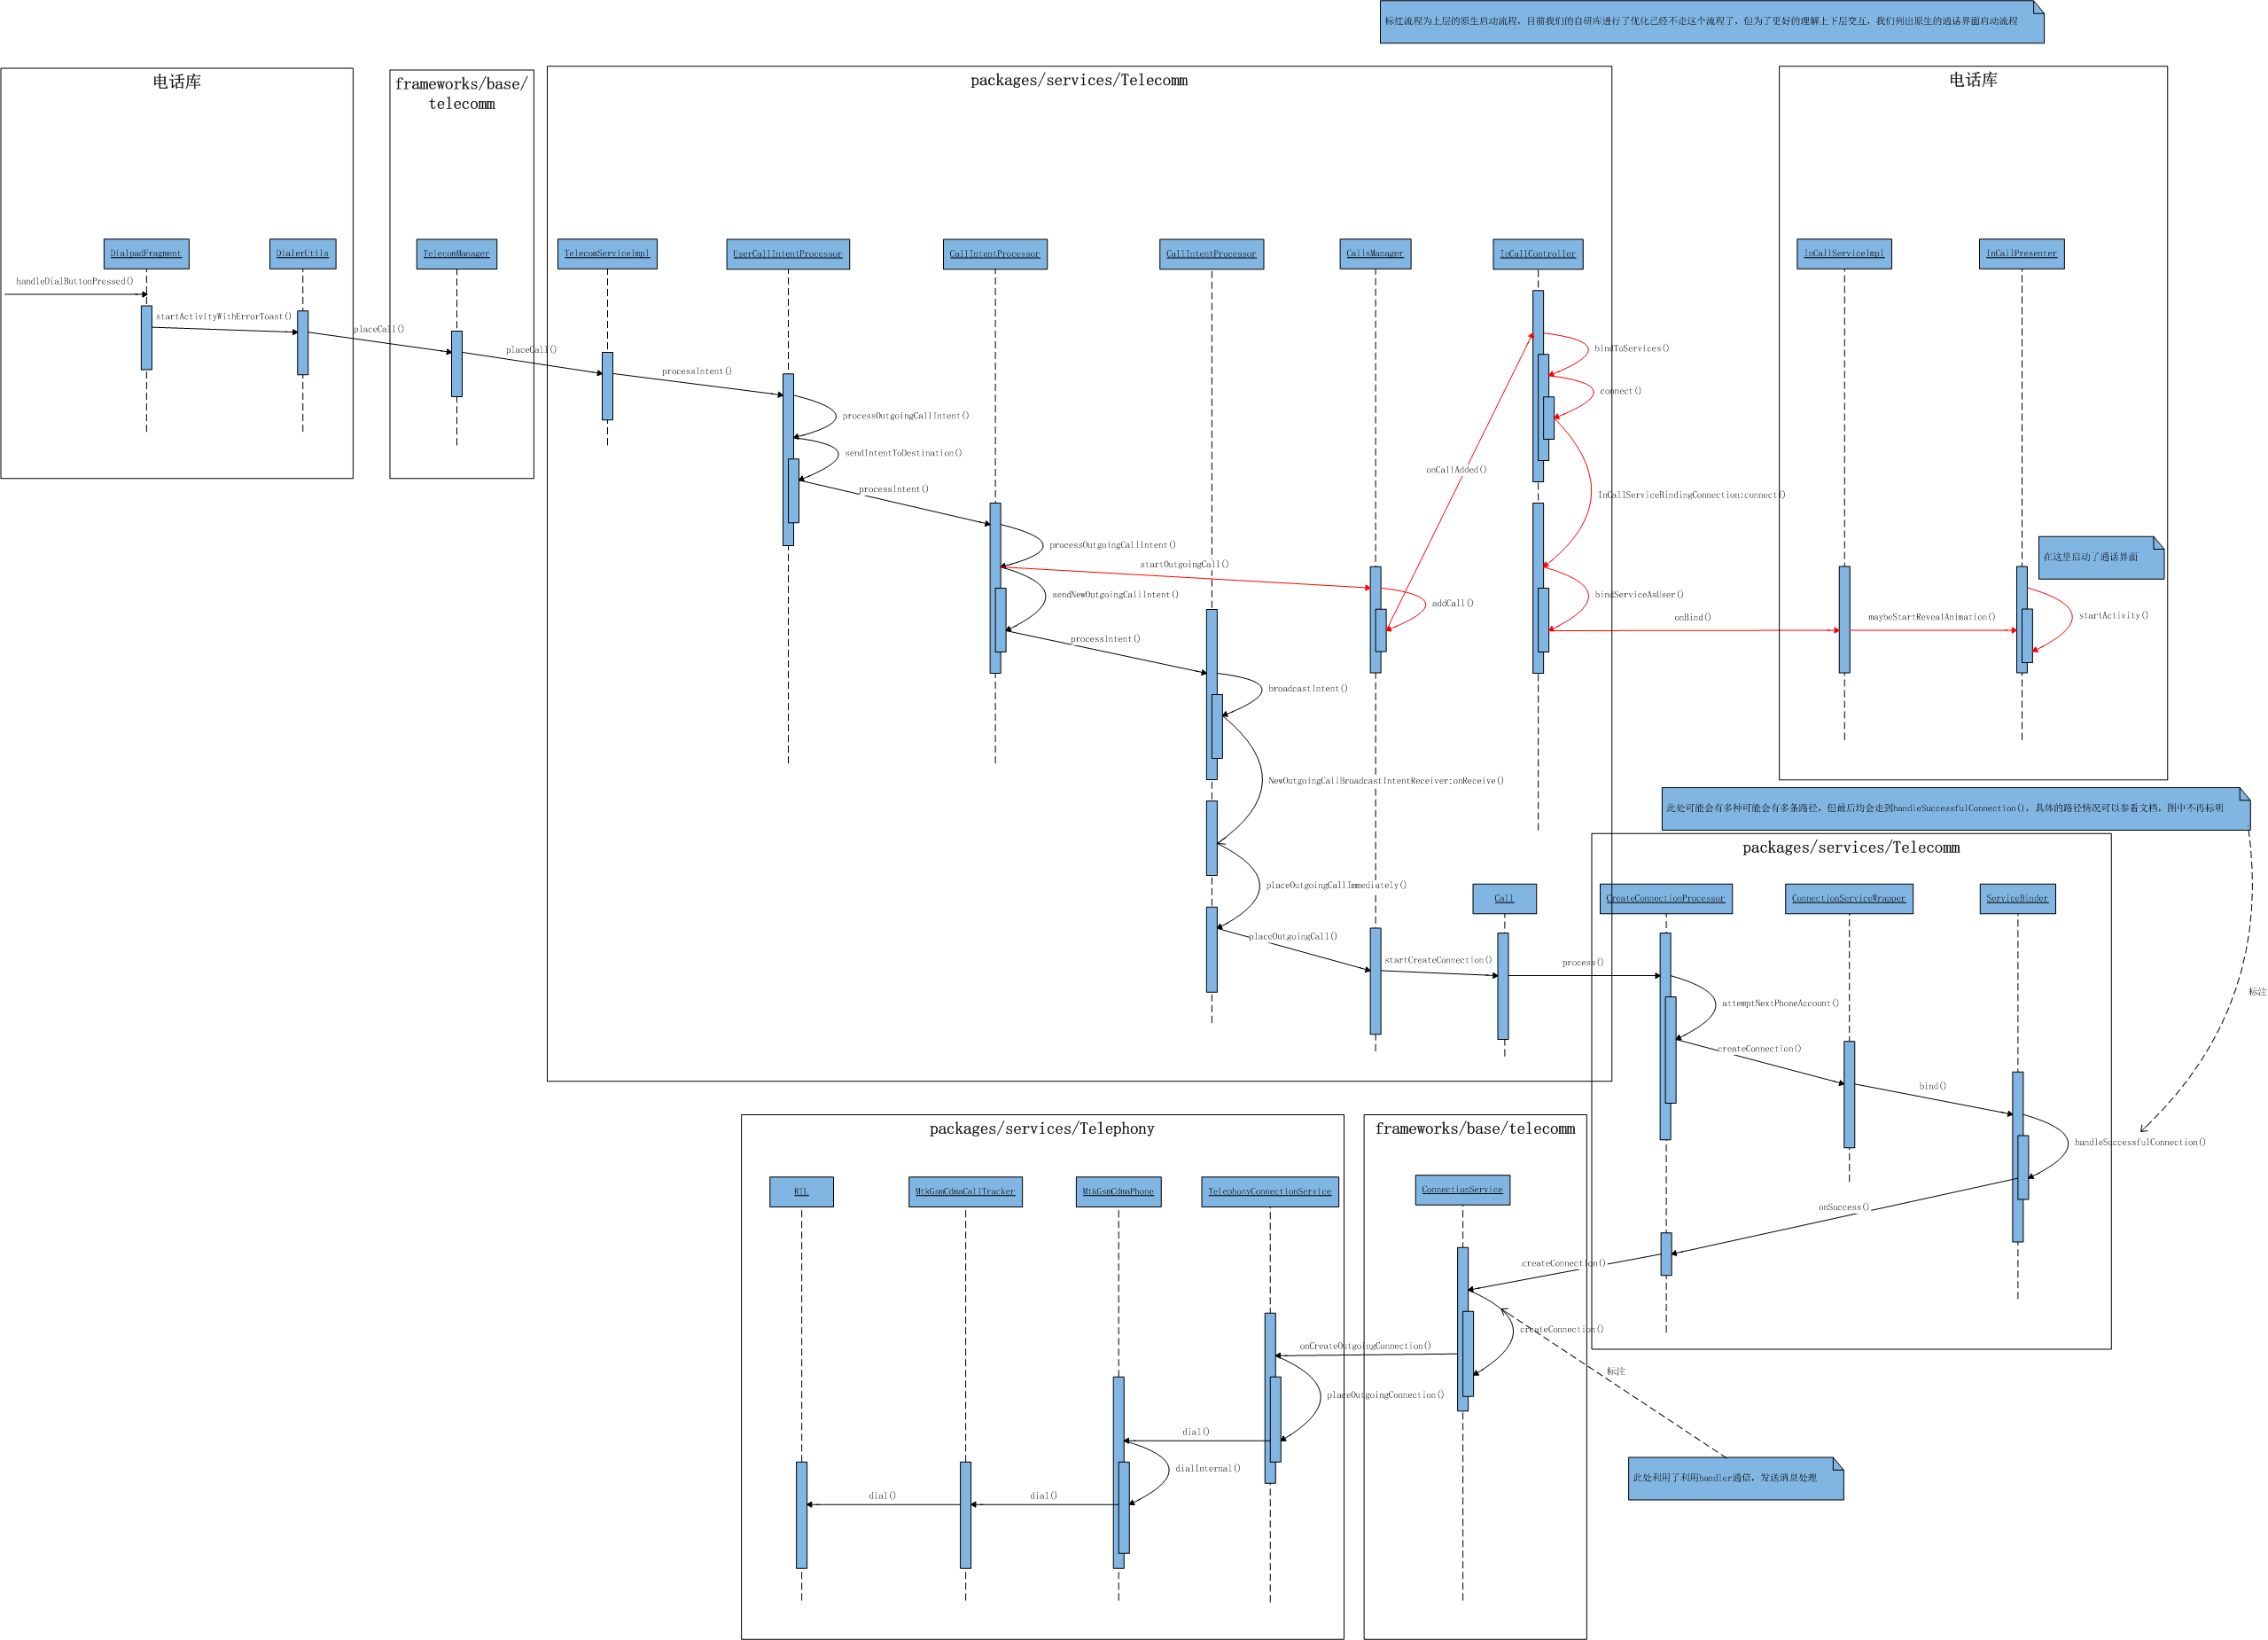 标红流程为上层的原生启动流程，目前我们的自研库进行了优化已经不走这个流程了，但为了更好的理解上下层交互，我们列出原生的通话界面启动流程
电话库
frameworks/base/
telecomm
packages/services/Telecomm
电话库
DialpadFragment
DialerUtils
TelecomManager
TelecomServiceImpl
UserCallIntentProcessor
CallIntentProcessor
CallIntentProcessor
CallsManager
InCallController
InCallServiceImpl
InCallPresenter
handleDialButtonPressed()
startActivityWithErrorToast()
placeCall()
placeCall()
processIntent()
bindToServices()
connect()
processOutgoingCallIntent()
sendIntentToDestination()
onCallAdded()
processIntent()
InCallServiceBindingConnection:connect()
processOutgoingCallIntent()
在这里启动了通话界面
startOutgoingCall()
sendNewOutgoingCallIntent()
addCall()
bindServiceAsUser()
onBind()
maybeStartRevealAnimation()
startActivity()
processIntent()
broadcastIntent()
NewOutgoingCallBroadcastIntentReceiver:onReceive()
此处可能会有多种可能会有多条路径，但最后均会走到handleSuccessfulConnection()，具体的路径情况可以参看文档，图中不再标明
packages/services/Telecomm
placeOutgoingCallImmediately()
Call
CreateConnectionProcessor
ConnectionServiceWrapper
ServiceBinder
placeOutgoingCall()
startCreateConnection()
process()
标注
attemptNextPhoneAccount()
createConnection()
bind()
packages/services/Telephony
frameworks/base/telecomm
handleSuccessfulConnection()
RIL
MtkGsmCdmaCallTracker
MtkGsmCdmaPhone
TelephonyConnectionService
ConnectionService
onSuccess()
createConnection()
createConnection()
onCreateOutgoingConnection()
标注
placeOutgoingConnection()
dial()
dialInternal()
此处利用了利用handler通信，发送消息处理
dial()
dial()